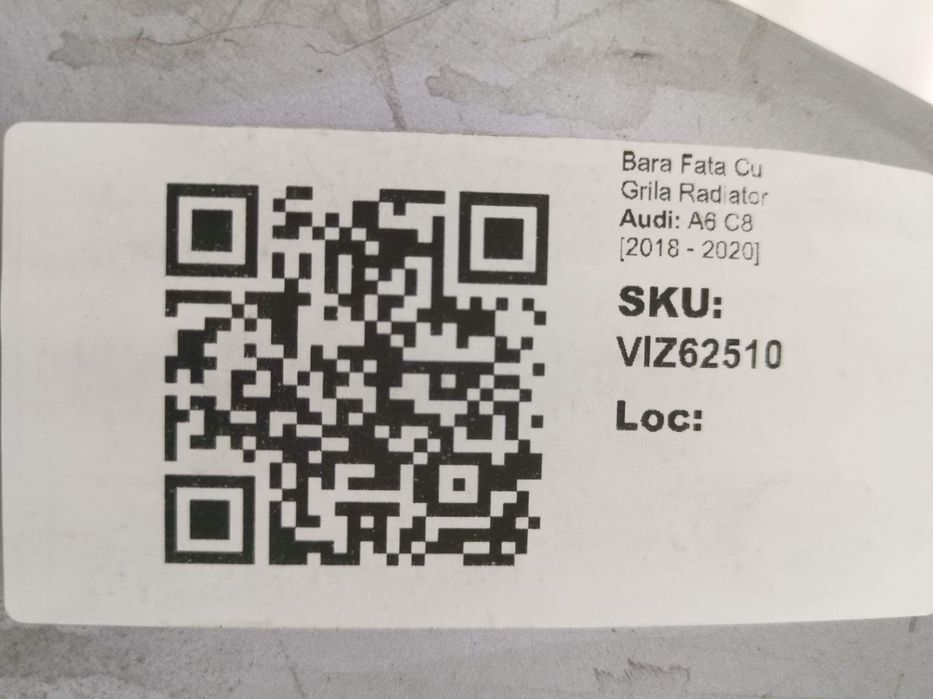 Bara Fata Cu
Grila Radiator
Audi: A6 C8
[2018 - 2020]
SKU:
VIZ62510
Loc: